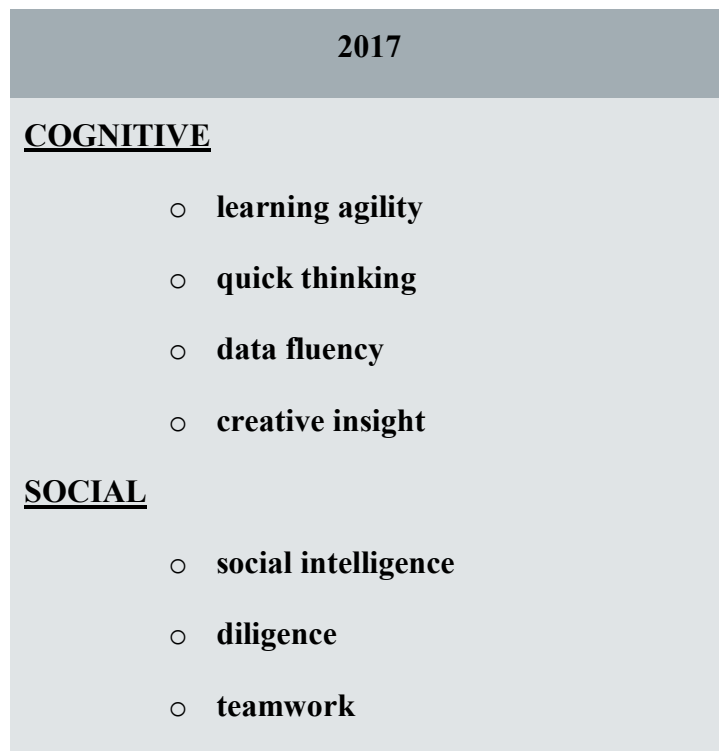 2017
COGNITIVE
o learning agility
o quick thinking
o data fluency
o creative insight
SOCIAL
o social intelligence
o diligence
o teamwork